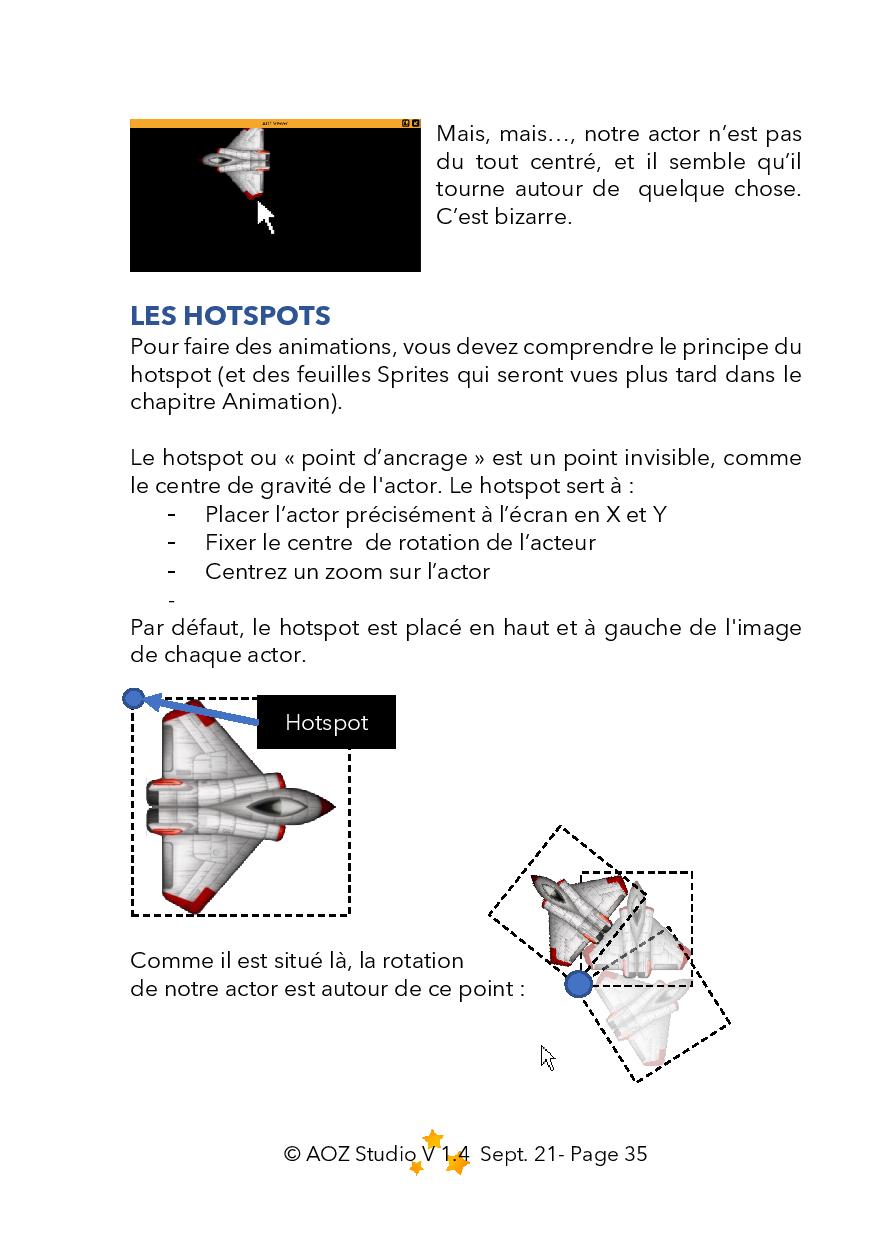 Mais, mais…, notre actor n’est pas
du tout centré, et il semble qu’il
tourne autour de  quelque chose.
C’est bizarre.
LES HOTSPOTS
Pour faire des animations, vous devez comprendre le principe du
hotspot (et des feuilles Sprites qui seront vues plus tard dans le
chapitre Animation).
Le hotspot ou « point d’ancrage » est un point invisible, comme
le centre de gravité de l'actor. Le hotspot sert à :
- Placer l’actor précisément à l’écran en X et Y
- Fixer le centre  de rotation de l’acteur
- Centrez un zoom sur l’actor
-
Par défaut, le hotspot est placé en haut et à gauche de l'image
de chaque actor.
Hotspot
Comme il est situé là, la rotation
de notre actor est autour de ce point :
© AOZ Studio V 1.4  Sept. 21- Page 35